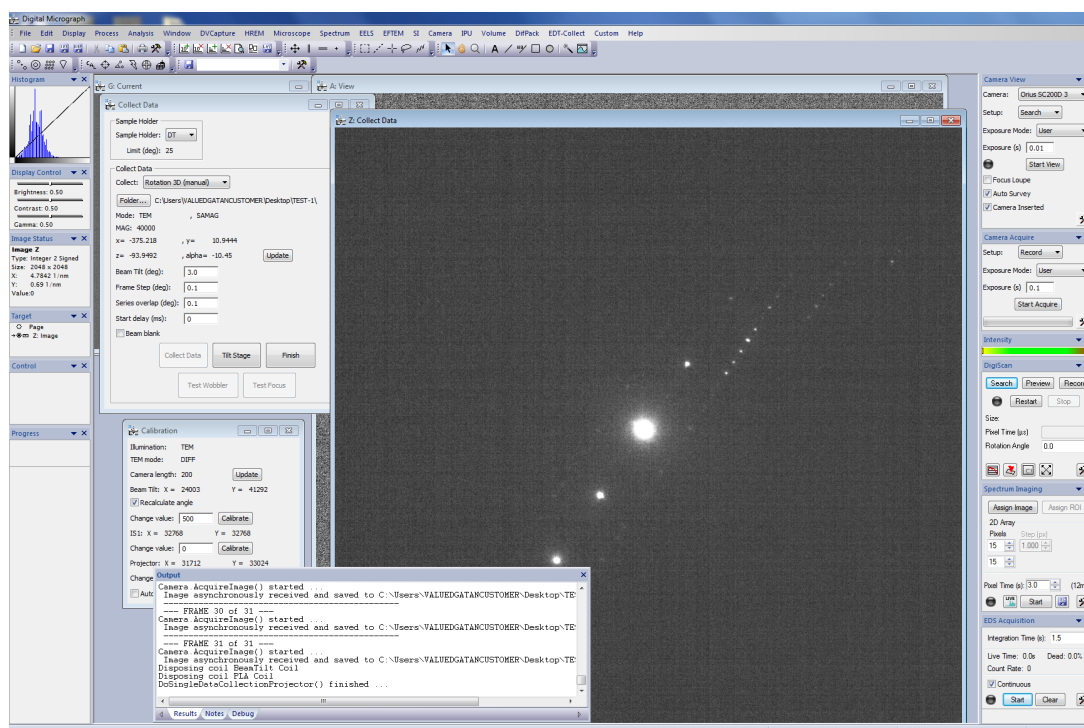 Digital Micrograph
File Edit Display Process Analysis Window DVCapture HREM Microscope Spectrum EELS EFTEM SI Camera IPU Volume DifPack EDT-Collect Custom Help
Histogram
Display Control
Brightness: 0.50
Contrast: 0.50
Gamma: 0.50
Image Status
Image Z
Type: Integer 2 Signed
Size: 2048 x 2048
X: 4.7842 1/nm
Y: 0.69 1/nm
Value:0
Target
Page
Z: Image
Control
Progress
G: Current
A: View
Collect Data
Sample Holder
Sample Holder: DT
Limit (deg): 25
Collect Data
Collect: Rotation 3D (manual)
Folder... C:\Users\VALUEDGATANCUSTOMER\Desktop\TEST-1\
Mode: TEM , SAMAG
MAG: 40000
x= -375.218 , y= 10.9444
z= -93.9492 , alpha= -10.45 Update
Beam Tilt (deg): 3.0
Frame Step (deg): 0.1
Series overlap (deg): 0.1
Start delay (ms): 0
Beam blank
Collect Data Tilt Stage Finish
Test Wobbler Test Focus
Calibration
Illumination: TEM
TEM mode: DIFF
Camera length: 200 Update
Beam Tilt: X = 24003 Y = 41292
Recalculate angle
Change value: 500 Calibrate
IS1: X = 32768 Y = 32768
Change value: 0 Calibrate
Projector: X = 31712 Y = 33024
Change
Auto
Z: Collect Data
Output
Camera.AcquireImage() started ...
Image asynchronously received and saved to C:\Users\VALUEDGATANCUSTOMER\Desktop\TE
--- FRAME 30 of 31 ---
Camera.AcquireImage() started ...
Image asynchronously received and saved to C:\Users\VALUEDGATANCUSTOMER\Desktop\TE
--- FRAME 31 of 31 ---
Camera.AcquireImage() started ...
Image asynchronously received and saved to C:\Users\VALUEDGATANCUSTOMER\Desktop\TE
Disposing coil BeamTilt Coil
Disposing coil PLA Coil
DoSingleDataCollectionProjector() finished ...
Results Notes Debug
Camera View
Camera: Orius SC200D 3
Setup: Search
Exposure Mode: User
Exposure (s) 0.01
Start View
Focus Loupe
Auto Survey
Camera Inserted
Camera Acquire
Setup: Record
Exposure Mode: User
Exposure (s) 0.1
Start Acquire
Intensity
DigiScan
Search Preview Record
Restart Stop
Size:
Pixel Time (µs)
Rotation Angle 0.0
Spectrum Imaging
Assign Image Assign ROI
2D Array
Pixels Step (px)
15 1.000
15
Pixel Time (s): 3.0 (12m
LIVE Start
EDS Acquisition
Integration Time (s): 1.5
Live Time: 0.0s Dead: 0.0%
Count Rate: 0
Continuous
Start Clear